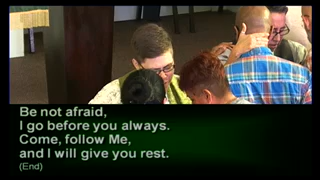 Be not afraid,
I go before you always.
Come, follow Me,
and I will give you rest.
(End)